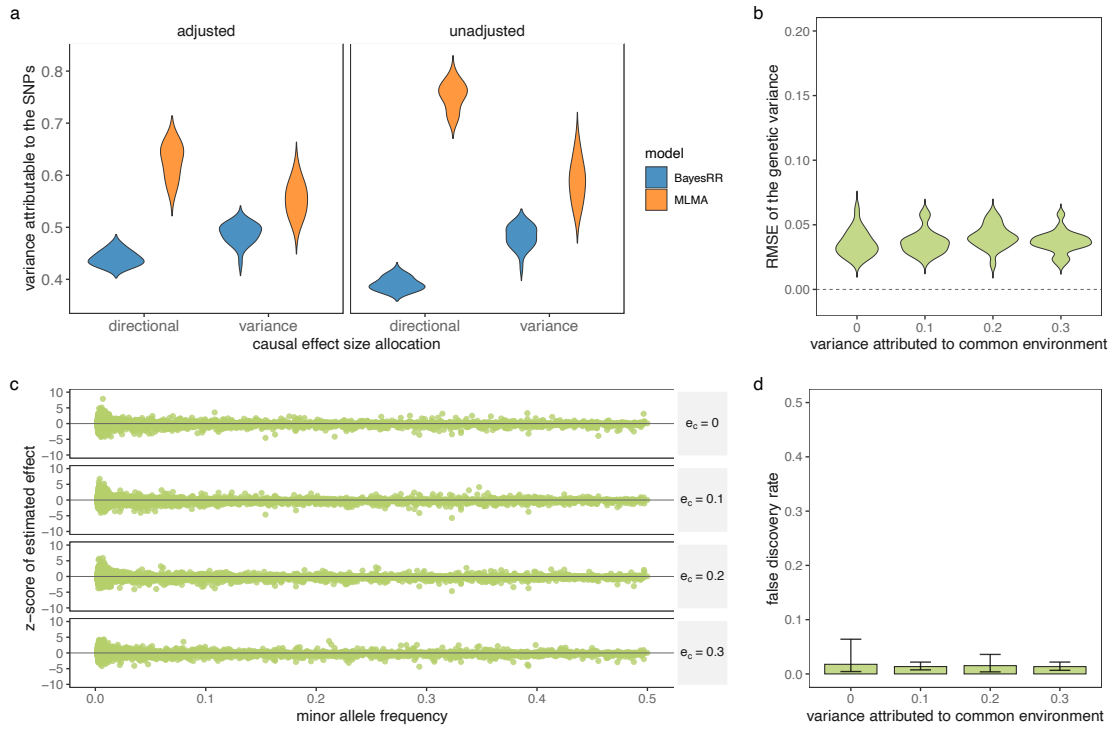 a
adjusted
unadjusted
variance attributable to the SNPs
0.8
0.7
0.6
0.5
0.4
directional
variance
directional
variance
causal effect size allocation
model
BayesRR
MLMA
b
RMSE of the genetic variance
0.20
0.15
0.10
0.05
0.00
0
0.1
0.2
0.3
variance attributed to common environment
c
z−score of estimated effect
10
5
0
−5
−10
e_c = 0
10
5
0
−5
−10
e_c = 0.1
10
5
0
−5
−10
e_c = 0.2
10
5
0
−5
−10
e_c = 0.3
0.0
0.1
0.2
0.3
0.4
0.5
minor allele frequency
d
false discovery rate
0.5
0.4
0.3
0.2
0.1
0.0
0
0.1
0.2
0.3
variance attributed to common environment